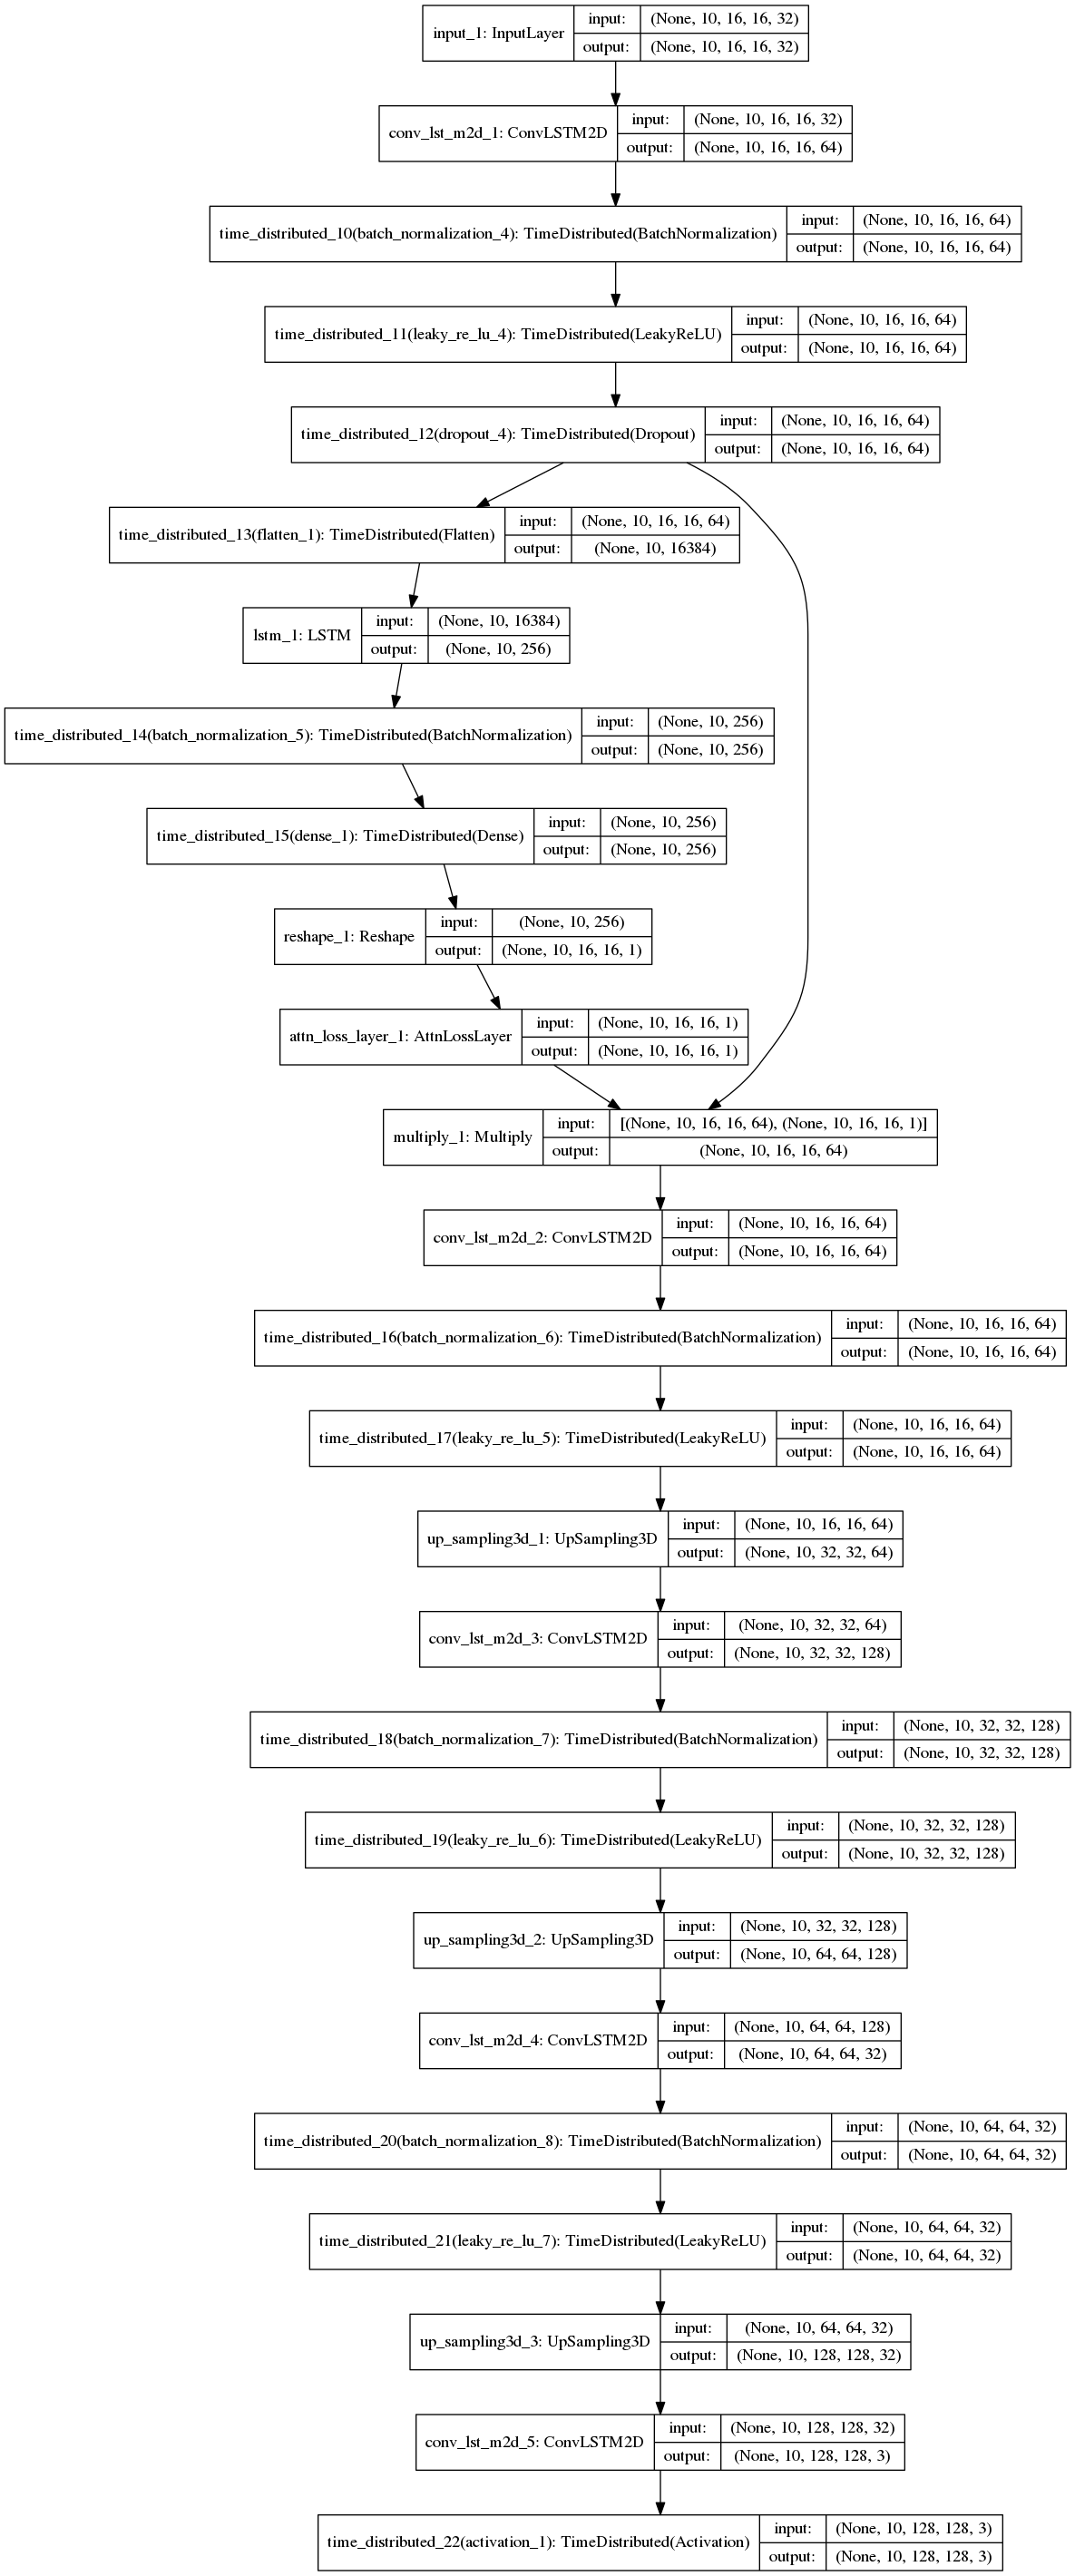 input_1: InputLayer
input: (None, 10, 16, 16, 32)
output: (None, 10, 16, 16, 32)
conv_lst_m2d_1: ConvLSTM2D
input: (None, 10, 16, 16, 32)
output: (None, 10, 16, 16, 64)
time_distributed_10(batch_normalization_4): TimeDistributed(BatchNormalization)
input: (None, 10, 16, 16, 64)
output: (None, 10, 16, 16, 64)
time_distributed_11(leaky_re_lu_4): TimeDistributed(LeakyReLU)
input: (None, 10, 16, 16, 64)
output: (None, 10, 16, 16, 64)
time_distributed_12(dropout_4): TimeDistributed(Dropout)
input: (None, 10, 16, 16, 64)
output: (None, 10, 16, 16, 64)
time_distributed_13(flatten_1): TimeDistributed(Flatten)
input: (None, 10, 16, 16, 64)
output: (None, 10, 16384)
lstm_1: LSTM
input: (None, 10, 16384)
output: (None, 10, 256)
time_distributed_14(batch_normalization_5): TimeDistributed(BatchNormalization)
input: (None, 10, 256)
output: (None, 10, 256)
time_distributed_15(dense_1): TimeDistributed(Dense)
input: (None, 10, 256)
output: (None, 10, 256)
reshape_1: Reshape
input: (None, 10, 256)
output: (None, 10, 16, 16, 1)
attn_loss_layer_1: AttnLossLayer
input: (None, 10, 16, 16, 1)
output: (None, 10, 16, 16, 1)
multiply_1: Multiply
input: [(None, 10, 16, 16, 64), (None, 10, 16, 16, 1)]
output: (None, 10, 16, 16, 64)
conv_lst_m2d_2: ConvLSTM2D
input: (None, 10, 16, 16, 64)
output: (None, 10, 16, 16, 64)
time_distributed_16(batch_normalization_6): TimeDistributed(BatchNormalization)
input: (None, 10, 16, 16, 64)
output: (None, 10, 16, 16, 64)
time_distributed_17(leaky_re_lu_5): TimeDistributed(LeakyReLU)
input: (None, 10, 16, 16, 64)
output: (None, 10, 16, 16, 64)
up_sampling3d_1: UpSampling3D
input: (None, 10, 16, 16, 64)
output: (None, 10, 32, 32, 64)
conv_lst_m2d_3: ConvLSTM2D
input: (None, 10, 32, 32, 64)
output: (None, 10, 32, 32, 128)
time_distributed_18(batch_normalization_7): TimeDistributed(BatchNormalization)
input: (None, 10, 32, 32, 128)
output: (None, 10, 32, 32, 128)
time_distributed_19(leaky_re_lu_6): TimeDistributed(LeakyReLU)
input: (None, 10, 32, 32, 128)
output: (None, 10, 32, 32, 128)
up_sampling3d_2: UpSampling3D
input: (None, 10, 32, 32, 128)
output: (None, 10, 64, 64, 128)
conv_lst_m2d_4: ConvLSTM2D
input: (None, 10, 64, 64, 128)
output: (None, 10, 64, 64, 32)
time_distributed_20(batch_normalization_8): TimeDistributed(BatchNormalization)
input: (None, 10, 64, 64, 32)
output: (None, 10, 64, 64, 32)
time_distributed_21(leaky_re_lu_7): TimeDistributed(LeakyReLU)
input: (None, 10, 64, 64, 32)
output: (None, 10, 64, 64, 32)
up_sampling3d_3: UpSampling3D
input: (None, 10, 64, 64, 32)
output: (None, 10, 128, 128, 32)
conv_lst_m2d_5: ConvLSTM2D
input: (None, 10, 128, 128, 32)
output: (None, 10, 128, 128, 3)
time_distributed_22(activation_1): TimeDistributed(Activation)
input: (None, 10, 128, 128, 3)
output: (None, 10, 128, 128, 3)